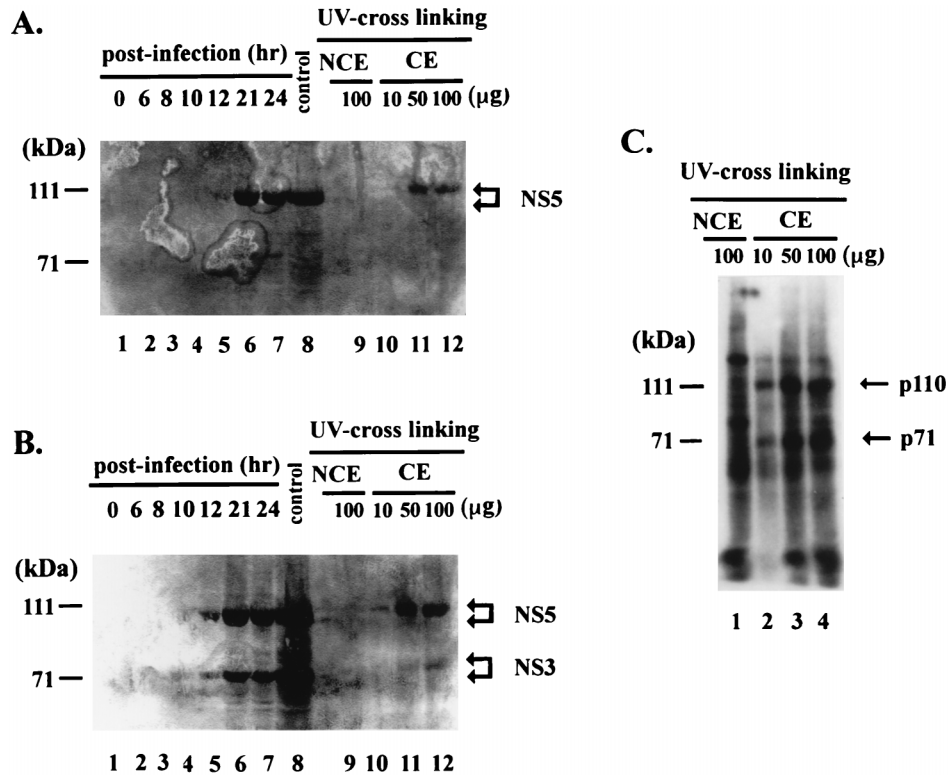 A.
UV-cross linking
post-infection (hr)
control
NCE CE
0 6 8 10 12 21 24
100 10 50 100 (μg)
(kDa)
111
NS5
71
1 2 3 4 5 6 7 8 9 10 11 12
B.
UV-cross linking
post-infection (hr)
control
NCE CE
0 6 8 10 12 21 24
100 10 50 100 (μg)
(kDa)
111
NS5
NS3
71
1 2 3 4 5 6 7 8 9 10 11 12
C.
UV-cross linking
NCE CE
100 10 50 100 (μg)
(kDa)
111
p110
71
p71
1 2 3 4